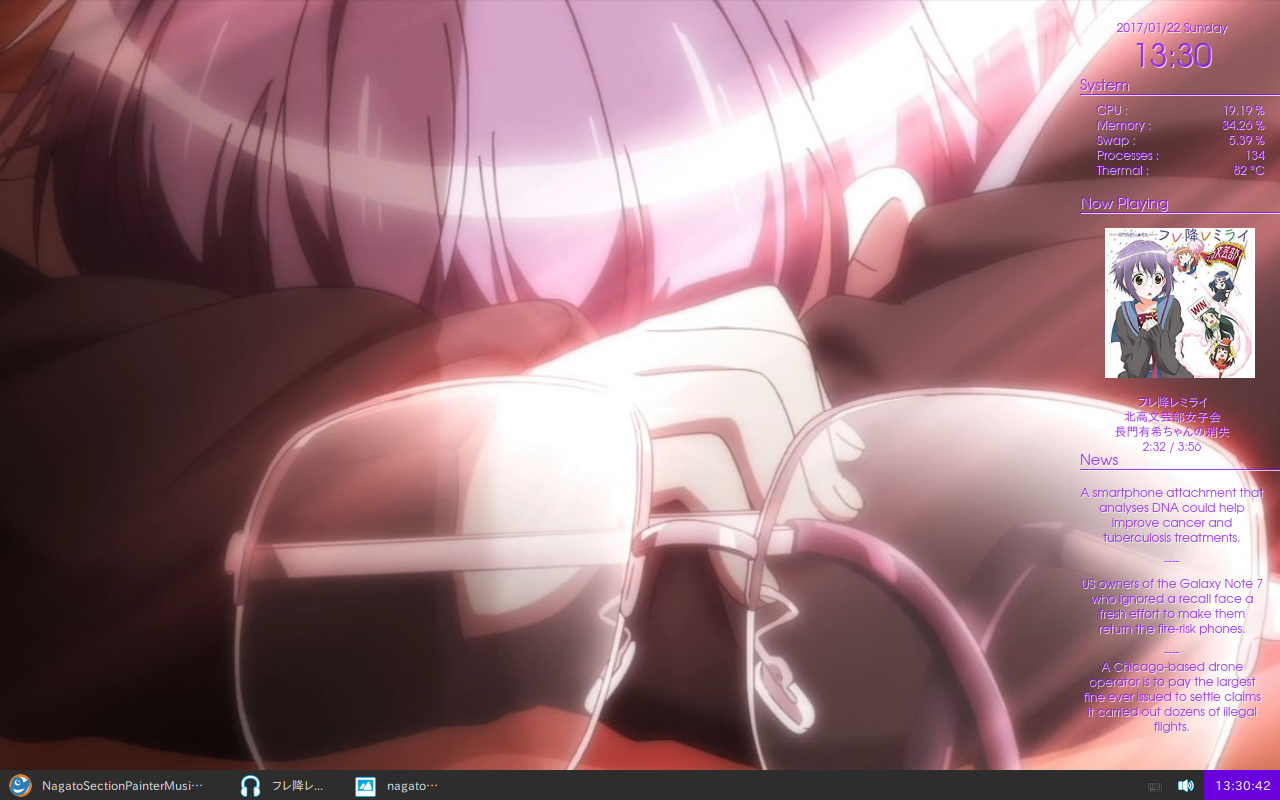 2017/01/22 Sunday
13:30
System
CPU : 19.19 %
Memory : 34.26 %
Swap : 5.39 %
Processes : 134
Thermal : 82 °C
Now Playing
フレ降レミライ
文芸部
WIN
フレ降レミライ
北高文芸部女子会
長門有希ちゃんの消失
2:32 / 3:56
News
A smartphone attachment that
analyses DNA could help
improve cancer and
tuberculosis treatments.
----
US owners of the Galaxy Note 7
who ignored a recall face a
fresh effort to make them
return the fire-risk phones.
----
A Chicago-based drone
operator is to pay the largest
fine ever issued to settle claims
it carried out dozens of illegal
flights.
NagatoSectionPainterMusi… フレ降レ... nagato… 13:30:42